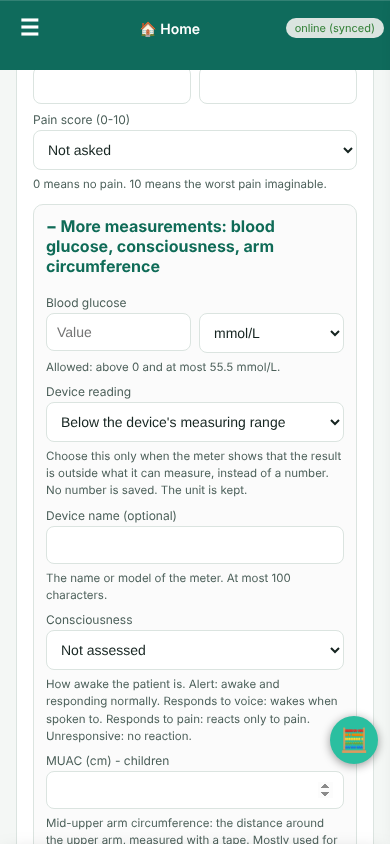 🏠 Home
online (synced)
Pain score (0-10)
Not asked
0 means no pain. 10 means the worst pain imaginable.
− More measurements: blood
glucose, consciousness, arm
circumference
Blood glucose
Value
mmol/L
Allowed: above 0 and at most 55.5 mmol/L.
Device reading
Below the device's measuring range
Choose this only when the meter shows that the result
is outside what it can measure, instead of a number.
No number is saved. The unit is kept.
Device name (optional)
The name or model of the meter. At most 100
characters.
Consciousness
Not assessed
How awake the patient is. Alert: awake and
responding normally. Responds to voice: wakes when
spoken to. Responds to pain: reacts only to pain.
Unresponsive: no reaction.
MUAC (cm) - children
Mid-upper arm circumference: the distance around
the upper arm, measured with a tape. Mostly used for